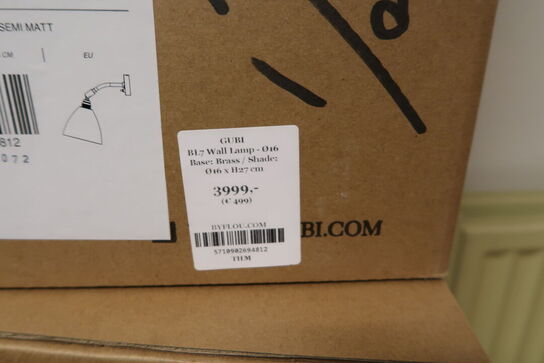 SEMI MATT
CM
EU
812
072
GUBI
BL7 Wall Lamp - Ø16
Base: Brass / Shade:
Ø16 x H27 cm
3999,-
(€ 499)
BYFLOU.COM
5710902694812
THM
BI.COM